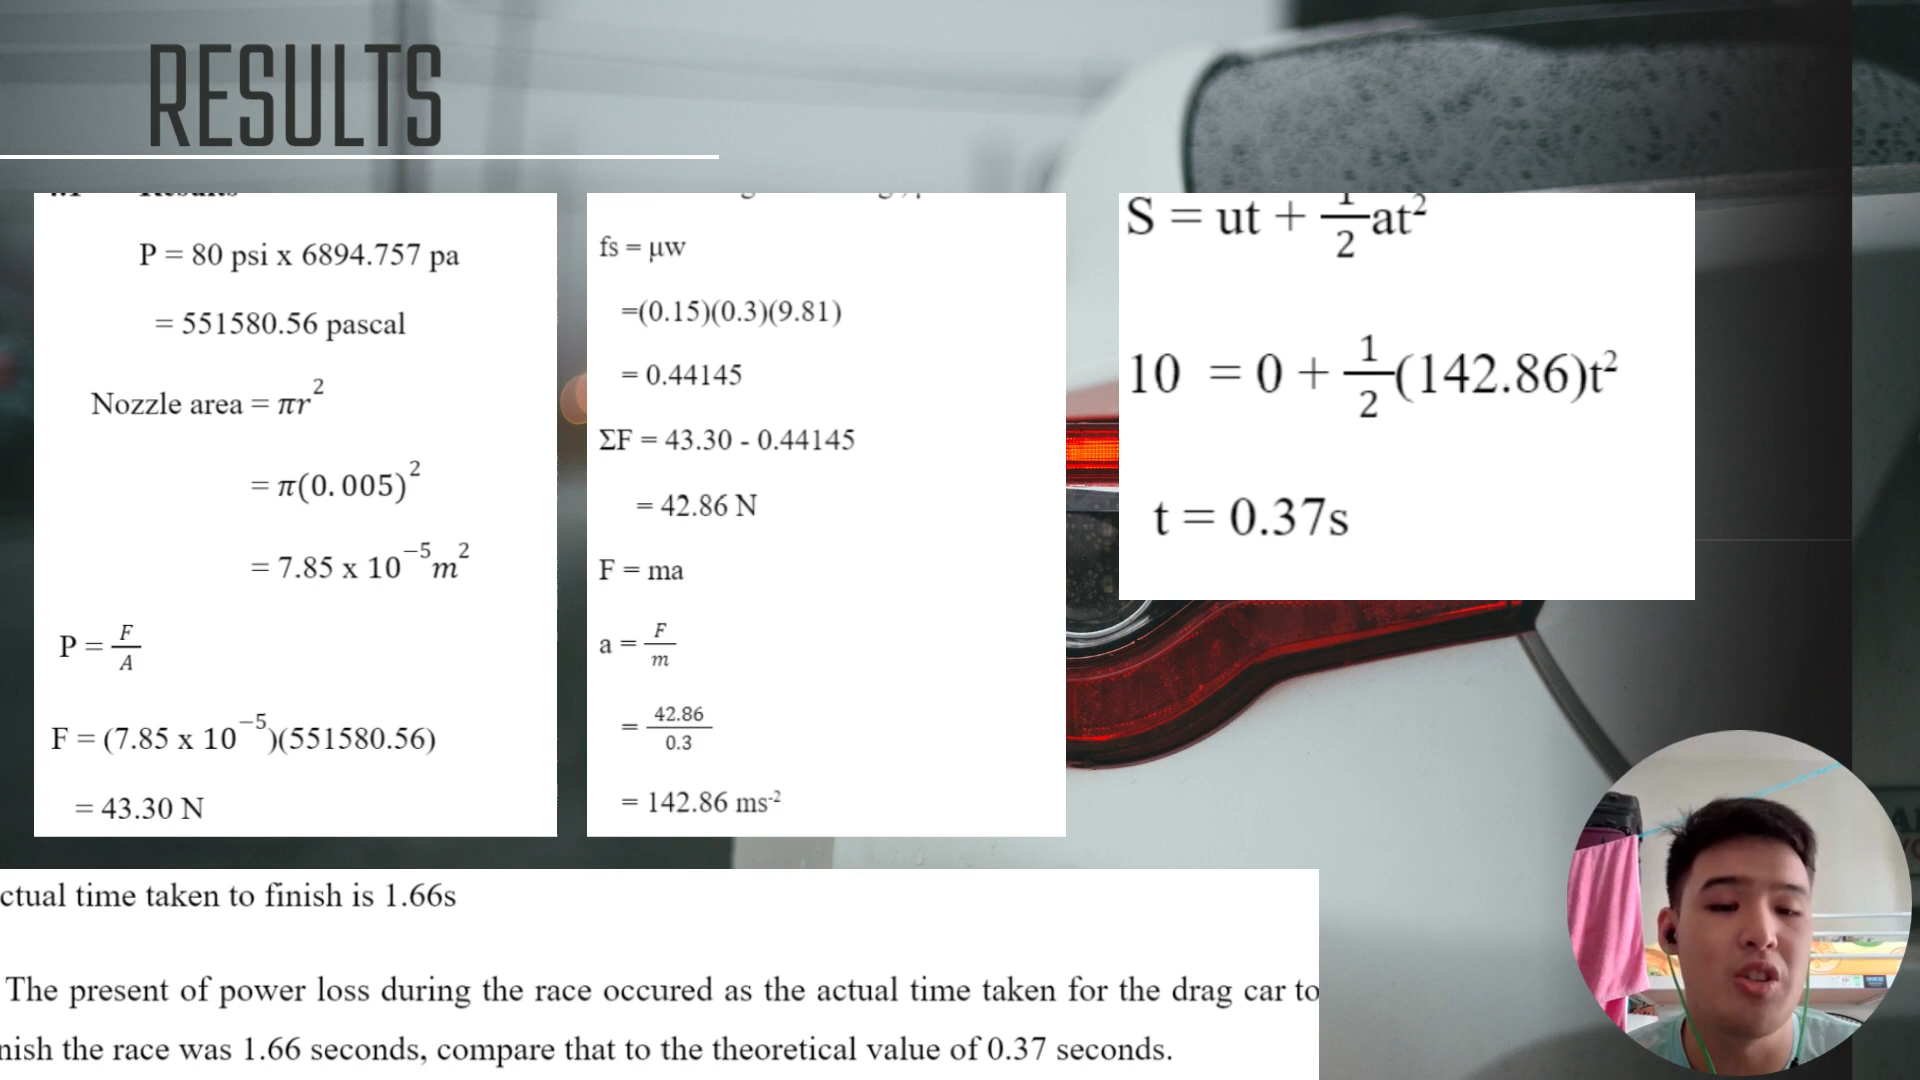 RESULTS
P = 80 psi x 6894.757 pa
= 551580.56 pascal
Nozzle area = πr²
= π(0.005)²
= 7.85 x 10⁻⁵m²
P = F/A
F = (7.85 x 10⁻⁵)(551580.56)
= 43.30 N
fs = μw
=(0.15)(0.3)(9.81)
= 0.44145
ΣF = 43.30 - 0.44145
= 42.86 N
F = ma
a = F/m
= 42.86/0.3
= 142.86 ms⁻²
S = ut + 1/2 at²
10 = 0 + 1/2 (142.86)t²
t = 0.37s
ctual time taken to finish is 1.66s
The present of power loss during the race occured as the actual time taken for the drag car to
nish the race was 1.66 seconds, compare that to the theoretical value of 0.37 seconds.